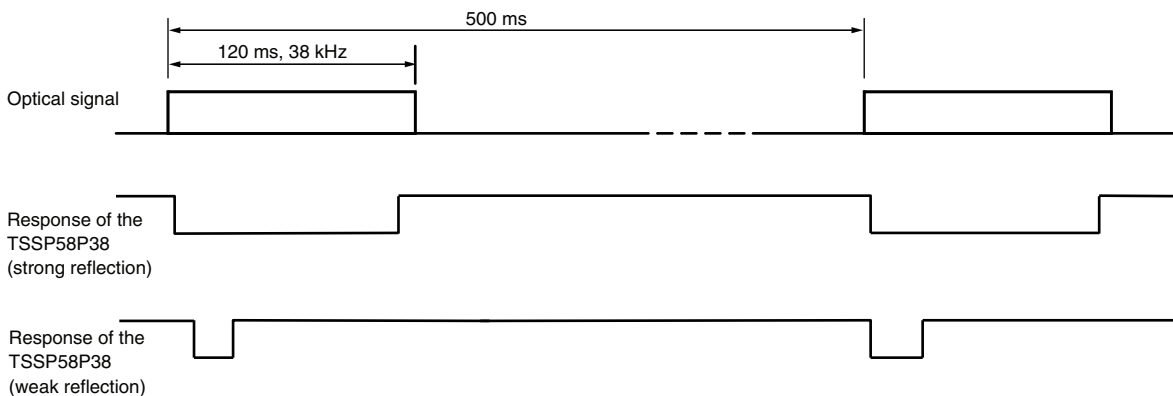 500 ms
120 ms, 38 kHz
Optical signal
Response of the
TSSP58P38
(strong reflection)
Response of the
TSSP58P38
(weak reflection)